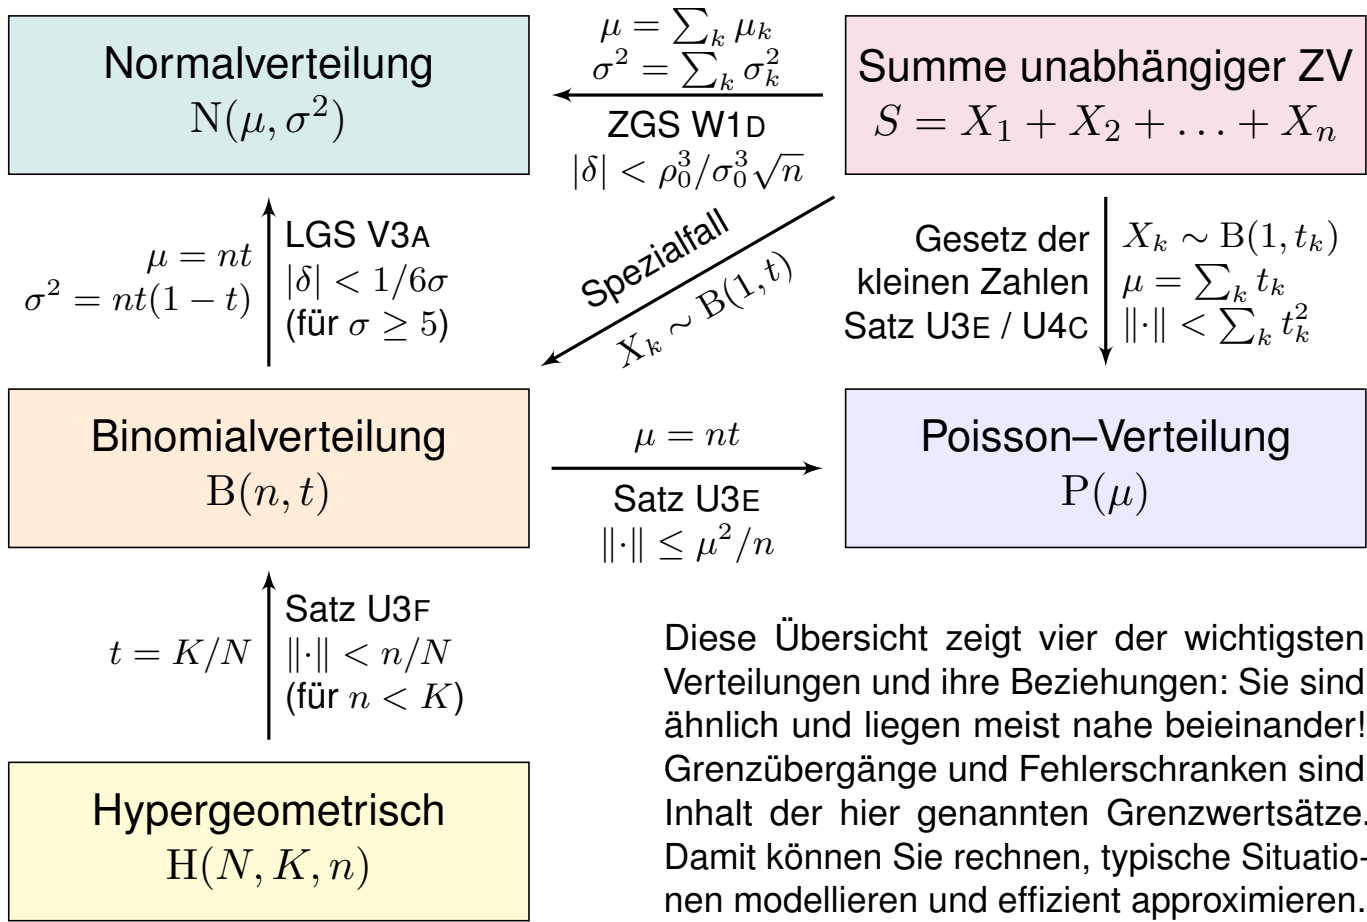 Normalverteilung
N(μ, σ²)
μ = ∑ₖ μₖ
σ² = ∑ₖ σₖ²
ZGS W1D
|δ| < ρ₀³/σ₀³√n
Summe unabhängiger ZV
S = X₁ + X₂ + … + Xₙ
μ = nt
σ² = nt(1 − t)
LGS V3A
|δ| < 1/6σ
(für σ ≥ 5)
Spezialfall
Xₖ ∼ B(1, t)
Gesetz der
kleinen Zahlen
Satz U3E / U4C
Xₖ ∼ B(1, tₖ)
μ = ∑ₖ tₖ
‖·‖ < ∑ₖ tₖ²
Binomialverteilung
B(n, t)
μ = nt
Satz U3E
‖·‖ ≤ μ²/n
Poisson–Verteilung
P(μ)
t = K/N
Satz U3F
‖·‖ < n/N
(für n < K)
Hypergeometrisch
H(N, K, n)
Diese Übersicht zeigt vier der wichtigsten
Verteilungen und ihre Beziehungen: Sie sind
ähnlich und liegen meist nahe beieinander!
Grenzübergänge und Fehlerschranken sind
Inhalt der hier genannten Grenzwertsätze.
Damit können Sie rechnen, typische Situatio-
nen modellieren und effizient approximieren.